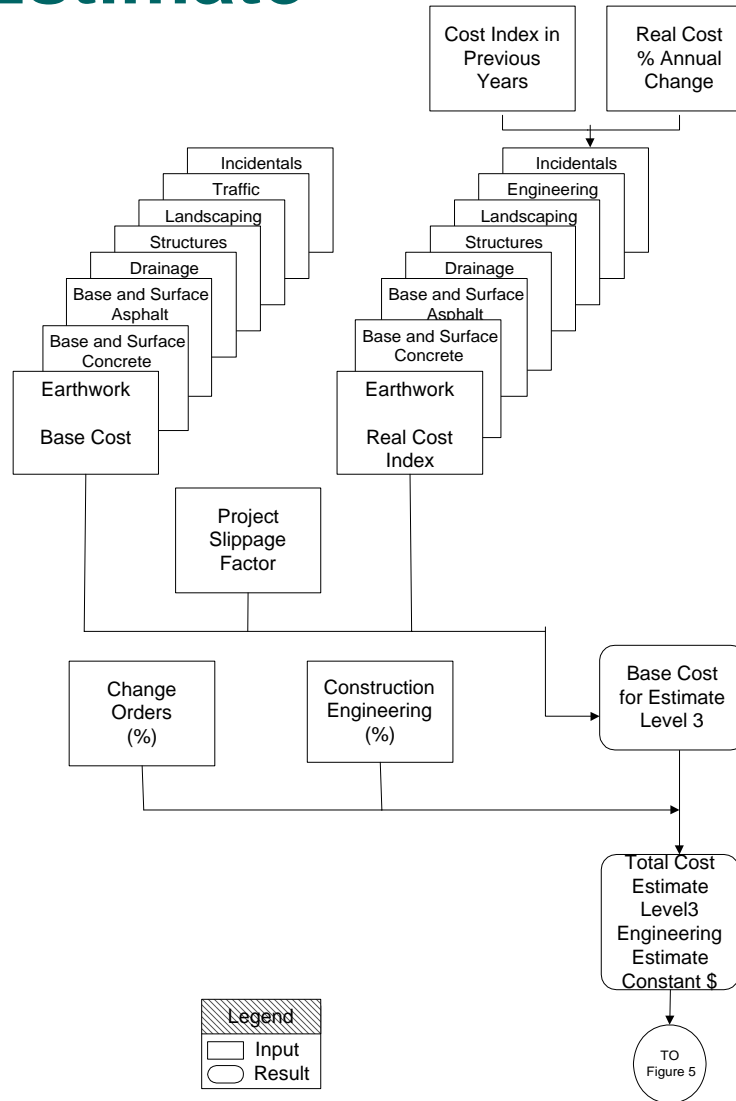 Estimate
Cost Index in
Previous
Years
Real Cost
% Annual
Change
Incidentals
Traffic
Landscaping
Structures
Drainage
Base and Surface
Asphalt
Base and Surface
Concrete
Earthwork
Base Cost
Incidentals
Engineering
Landscaping
Structures
Drainage
Base and Surface
Asphalt
Base and Surface
Concrete
Earthwork
Real Cost
Index
Project
Slippage
Factor
Change
Orders
(%)
Construction
Engineering
(%)
Base Cost
for Estimate
Level 3
Total Cost
Estimate
Level3
Engineering
Estimate
Constant $
Legend
Input
Result
TO
Figure 5